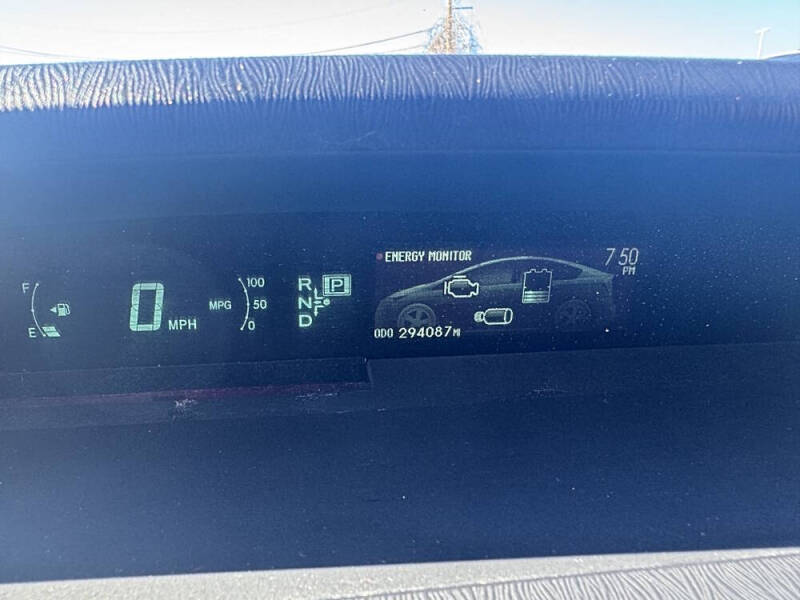 ENERGY MONITOR
7:50
PM
F
E
0 MPH
MPG
100
50
0
R
N
D
P
ODO 294087 MI